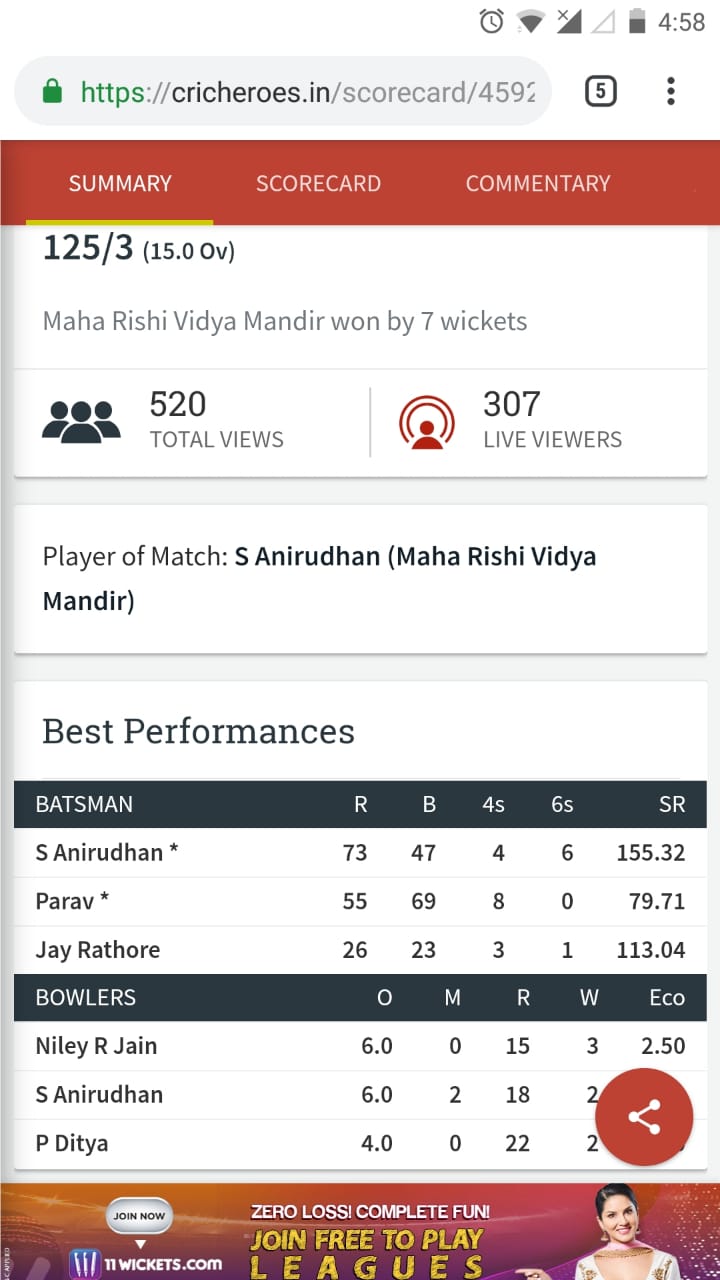 4:58
https://cricheroes.in/scorecard/4592
5
SUMMARY SCORECARD COMMENTARY
125/3 (15.0 Ov)
Maha Rishi Vidya Mandir won by 7 wickets
520 307
TOTAL VIEWS LIVE VIEWERS
Player of Match: S Anirudhan (Maha Rishi Vidya
Mandir)
Best Performances
BATSMAN R B 4s 6s SR
S Anirudhan * 73 47 4 6 155.32
Parav * 55 69 8 0 79.71
Jay Rathore 26 23 3 1 113.04
BOWLERS O M R W Eco
Niley R Jain 6.0 0 15 3 2.50
S Anirudhan 6.0 2 18 2
P Ditya 4.0 0 22 2
JOIN NOW
11WICKETS.COM
ZERO LOSS! COMPLETE FUN!
JOIN FREE TO PLAY
LEAGUES